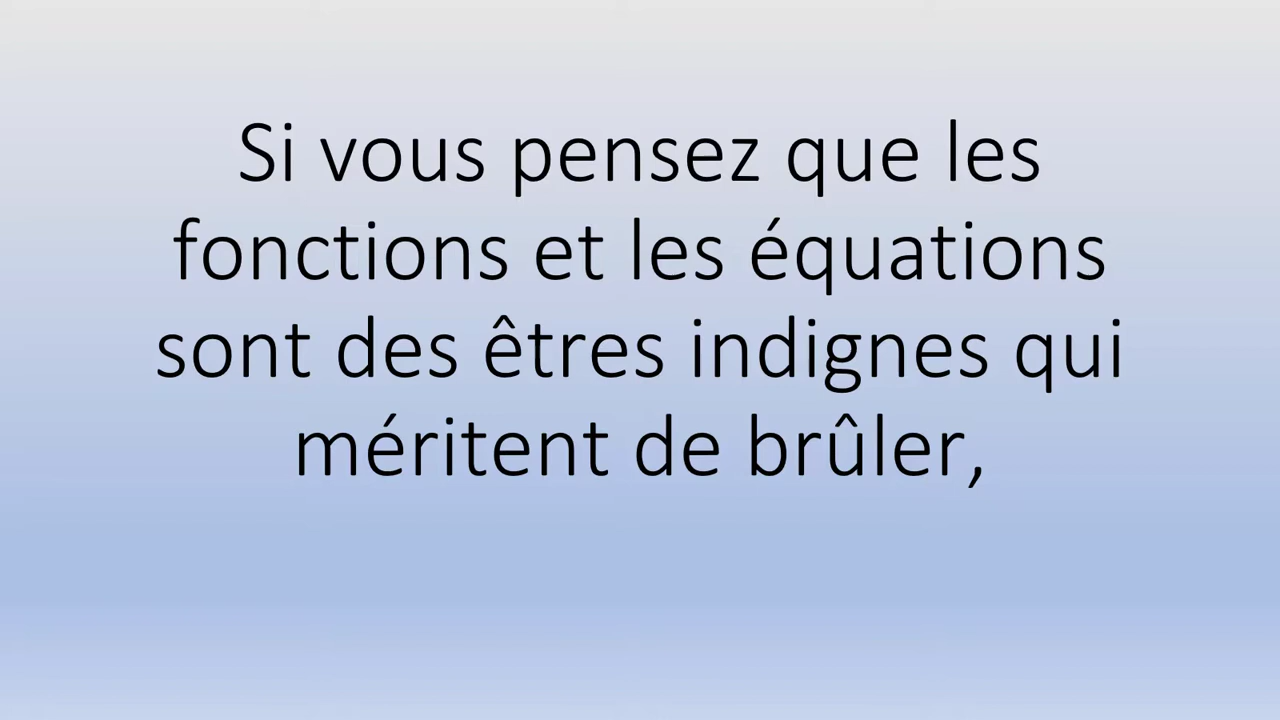 Si vous pensez que les
fonctions et les équations
sont des êtres indignes qui
méritent de brûler,